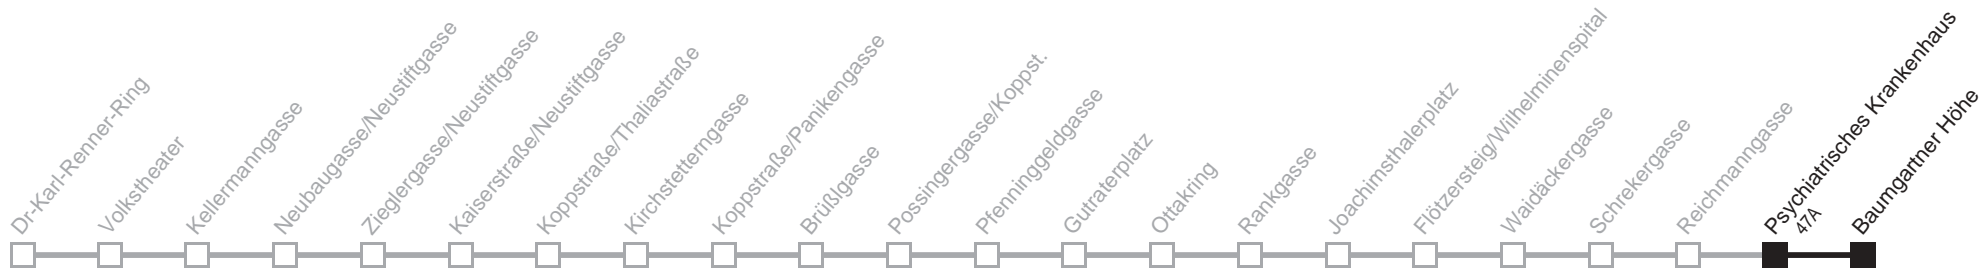 Dr-Karl-Renner-Ring
Volkstheater
Kellermanngasse
Neubaugasse/Neustiftgasse
Zieglergasse/Neustiftgasse
Kaiserstraße/Neustiftgasse
Koppstraße/Thaliastraße
Kirchstetterngasse
Koppstraße/Panikengasse
Brüßlgasse
Possingergasse/Koppst.
Pfenninggeldgasse
Gutraterplatz
Ottakring
Rankgasse
Joachimsthalerplatz
Flötzersteig/Wilhelminenspital
Waidäckergasse
Schrekergasse
Reichmanngasse
Psychiatrisches Krankenhaus
47A
Baumgartner Höhe